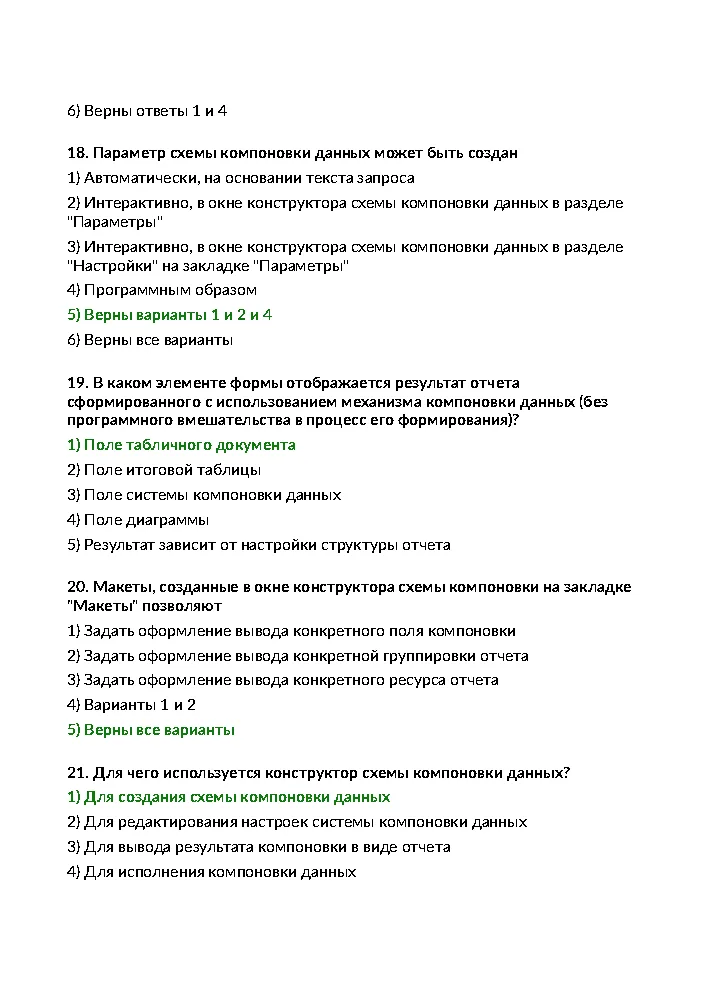 6) Верны ответы 1 и 4
18. Параметр схемы компоновки данных может быть создан
1) Автоматически, на основании текста запроса
2) Интерактивно, в окне конструктора схемы компоновки данных в разделе
"Параметры"
3) Интерактивно, в окне конструктора схемы компоновки данных в разделе
"Настройки" на закладке "Параметры"
4) Программным образом
5) Верны варианты 1 и 2 и 4
6) Верны все варианты
19. В каком элементе формы отображается результат отчета
сформированного с использованием механизма компоновки данных (без
программного вмешательства в процесс его формирования)?
1) Поле табличного документа
2) Поле итоговой таблицы
3) Поле системы компоновки данных
4) Поле диаграммы
5) Результат зависит от настройки структуры отчета
20. Макеты, созданные в окне конструктора схемы компоновки на закладке
"Макеты" позволяют
1) Задать оформление вывода конкретного поля компоновки
2) Задать оформление вывода конкретной группировки отчета
3) Задать оформление вывода конкретного ресурса отчета
4) Варианты 1 и 2
5) Верны все варианты
21. Для чего используется конструктор схемы компоновки данных?
1) Для создания схемы компоновки данных
2) Для редактирования настроек системы компоновки данных
3) Для вывода результата компоновки в виде отчета
4) Для исполнения компоновки данных